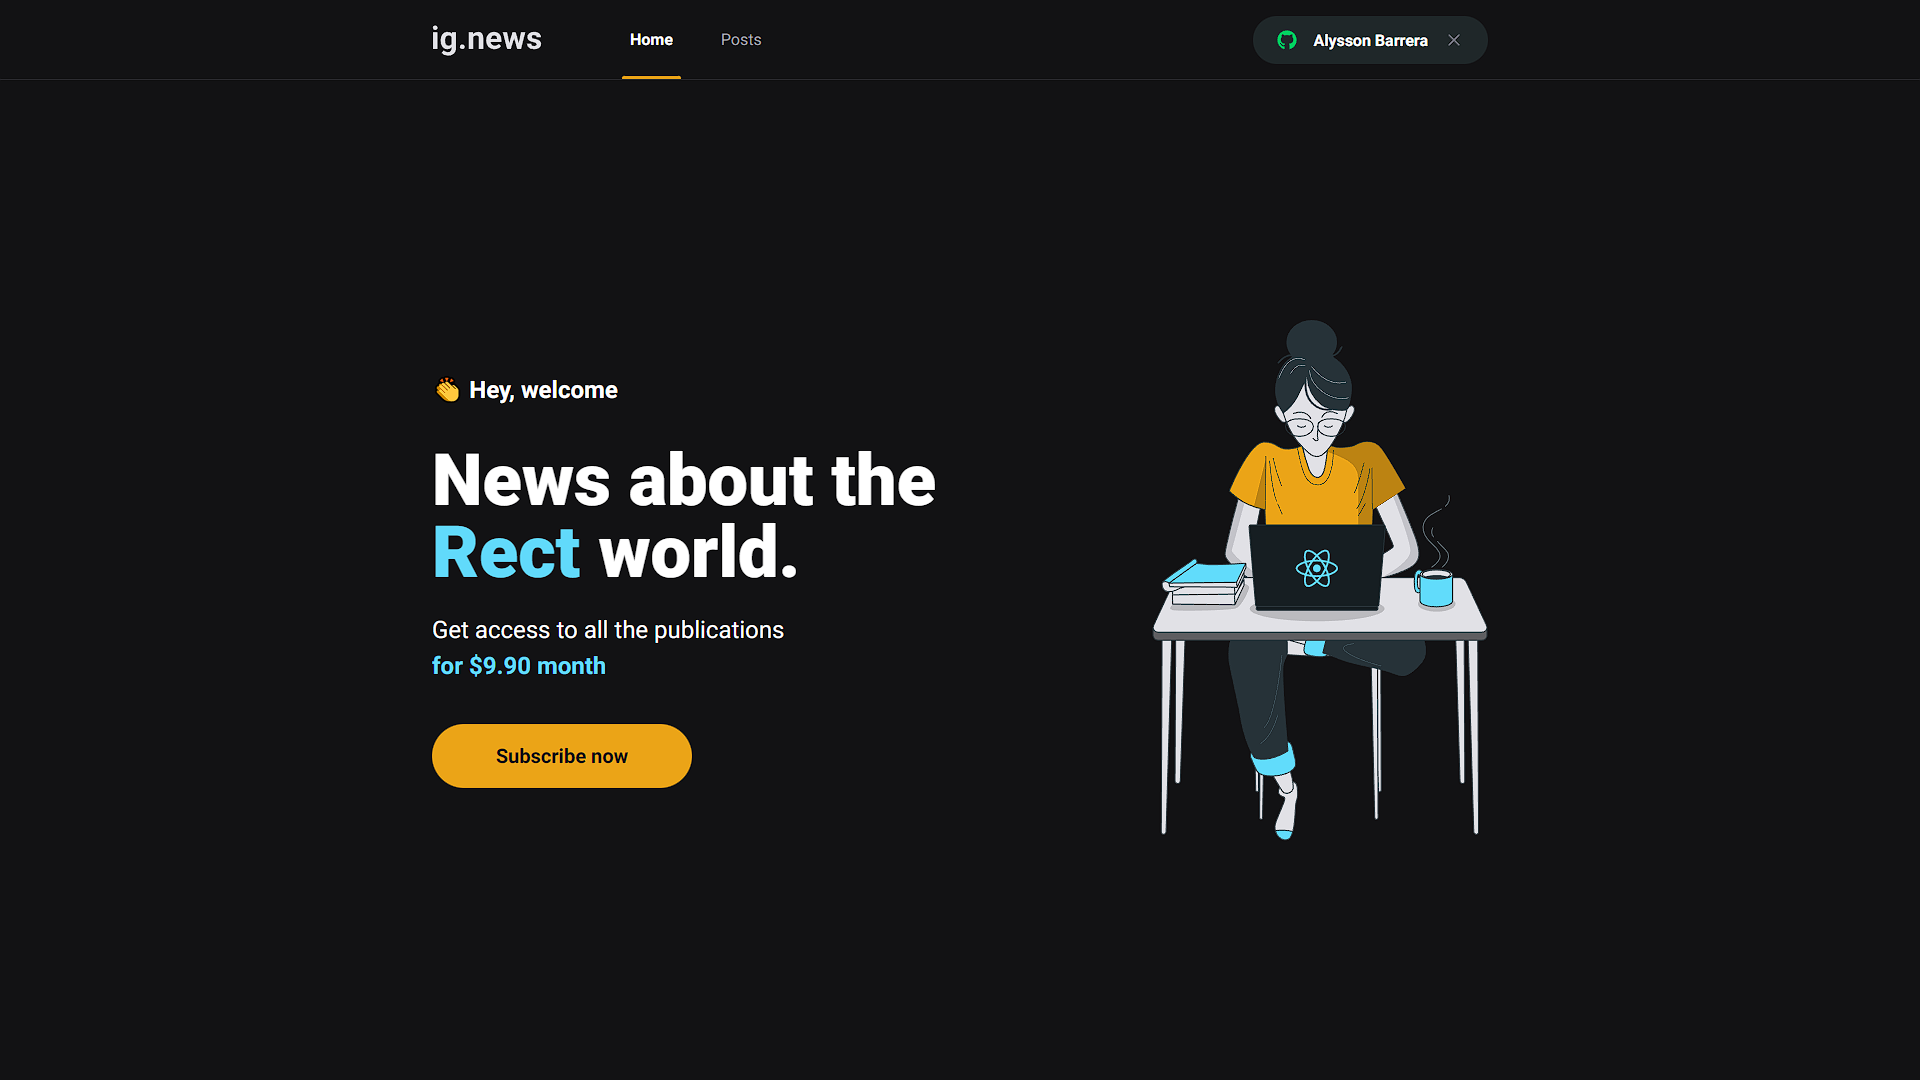 ig.news
Home
Posts
Alysson Barrera
👏 Hey, welcome
News about the
Rect world.
Get access to all the publications
for $9.90 month
Subscribe now